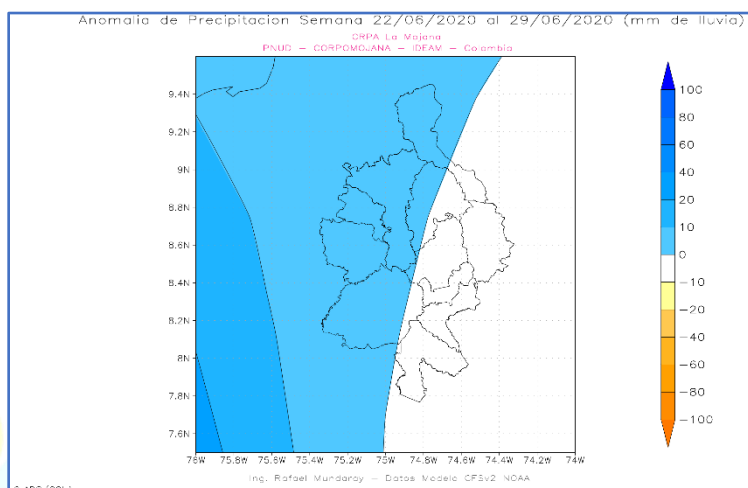 Anomalia de Precipitacion Semana 22/06/2020 al 29/06/2020 (mm de lluvia)
CRPA La Mojana
PNUD – CORPOMOJANA – IDEAM – Colombia
9.4N
9.2N
9N
8.8N
8.6N
8.4N
8.2N
8N
7.8N
7.6N
76W 75.8W 75.6W 75.4W 75.2W 75W 74.8W 74.6W 74.4W 74.2W 74W
100
80
60
40
20
0
-10
-20
-40
-60
-80
-100
Ing. Rafael Mundaray – Datos Modelo CFSv2 NOAA